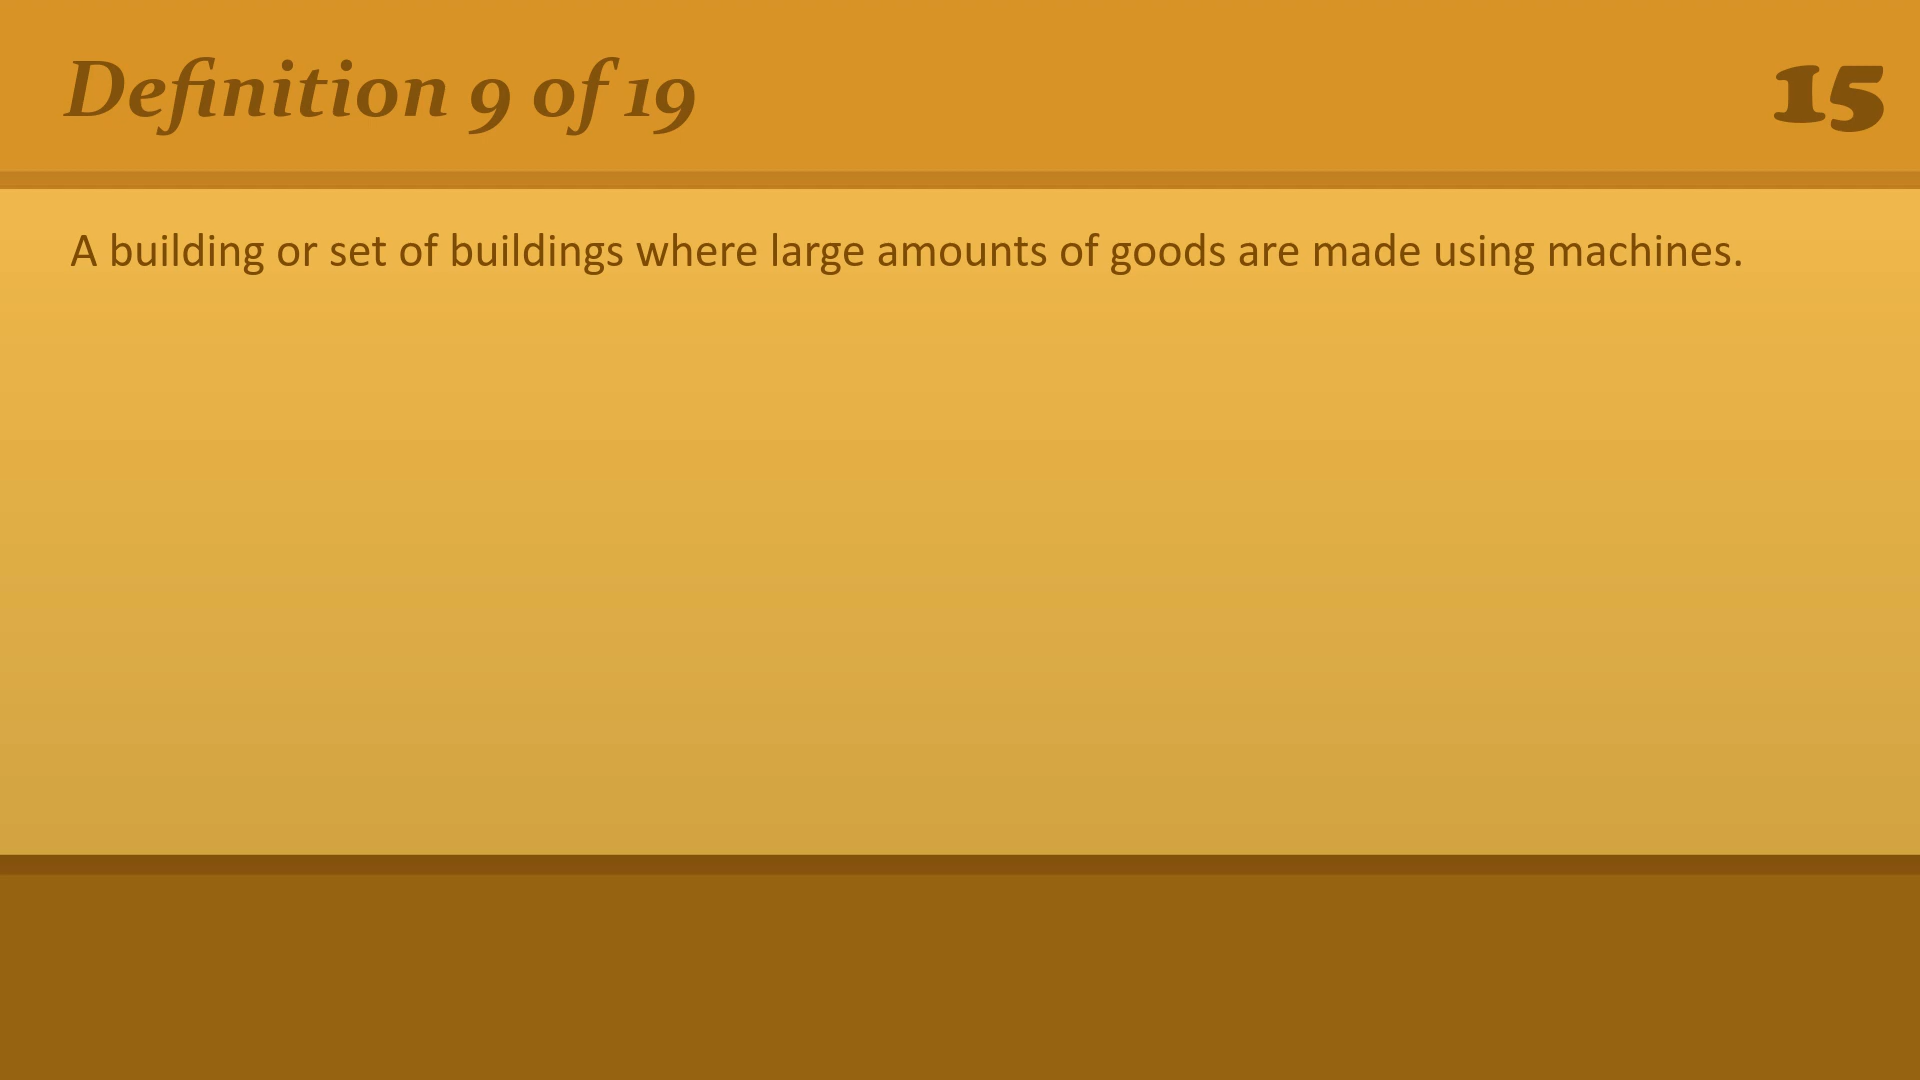 Definition 9 of 19
15
A building or set of buildings where large amounts of goods are made using machines.